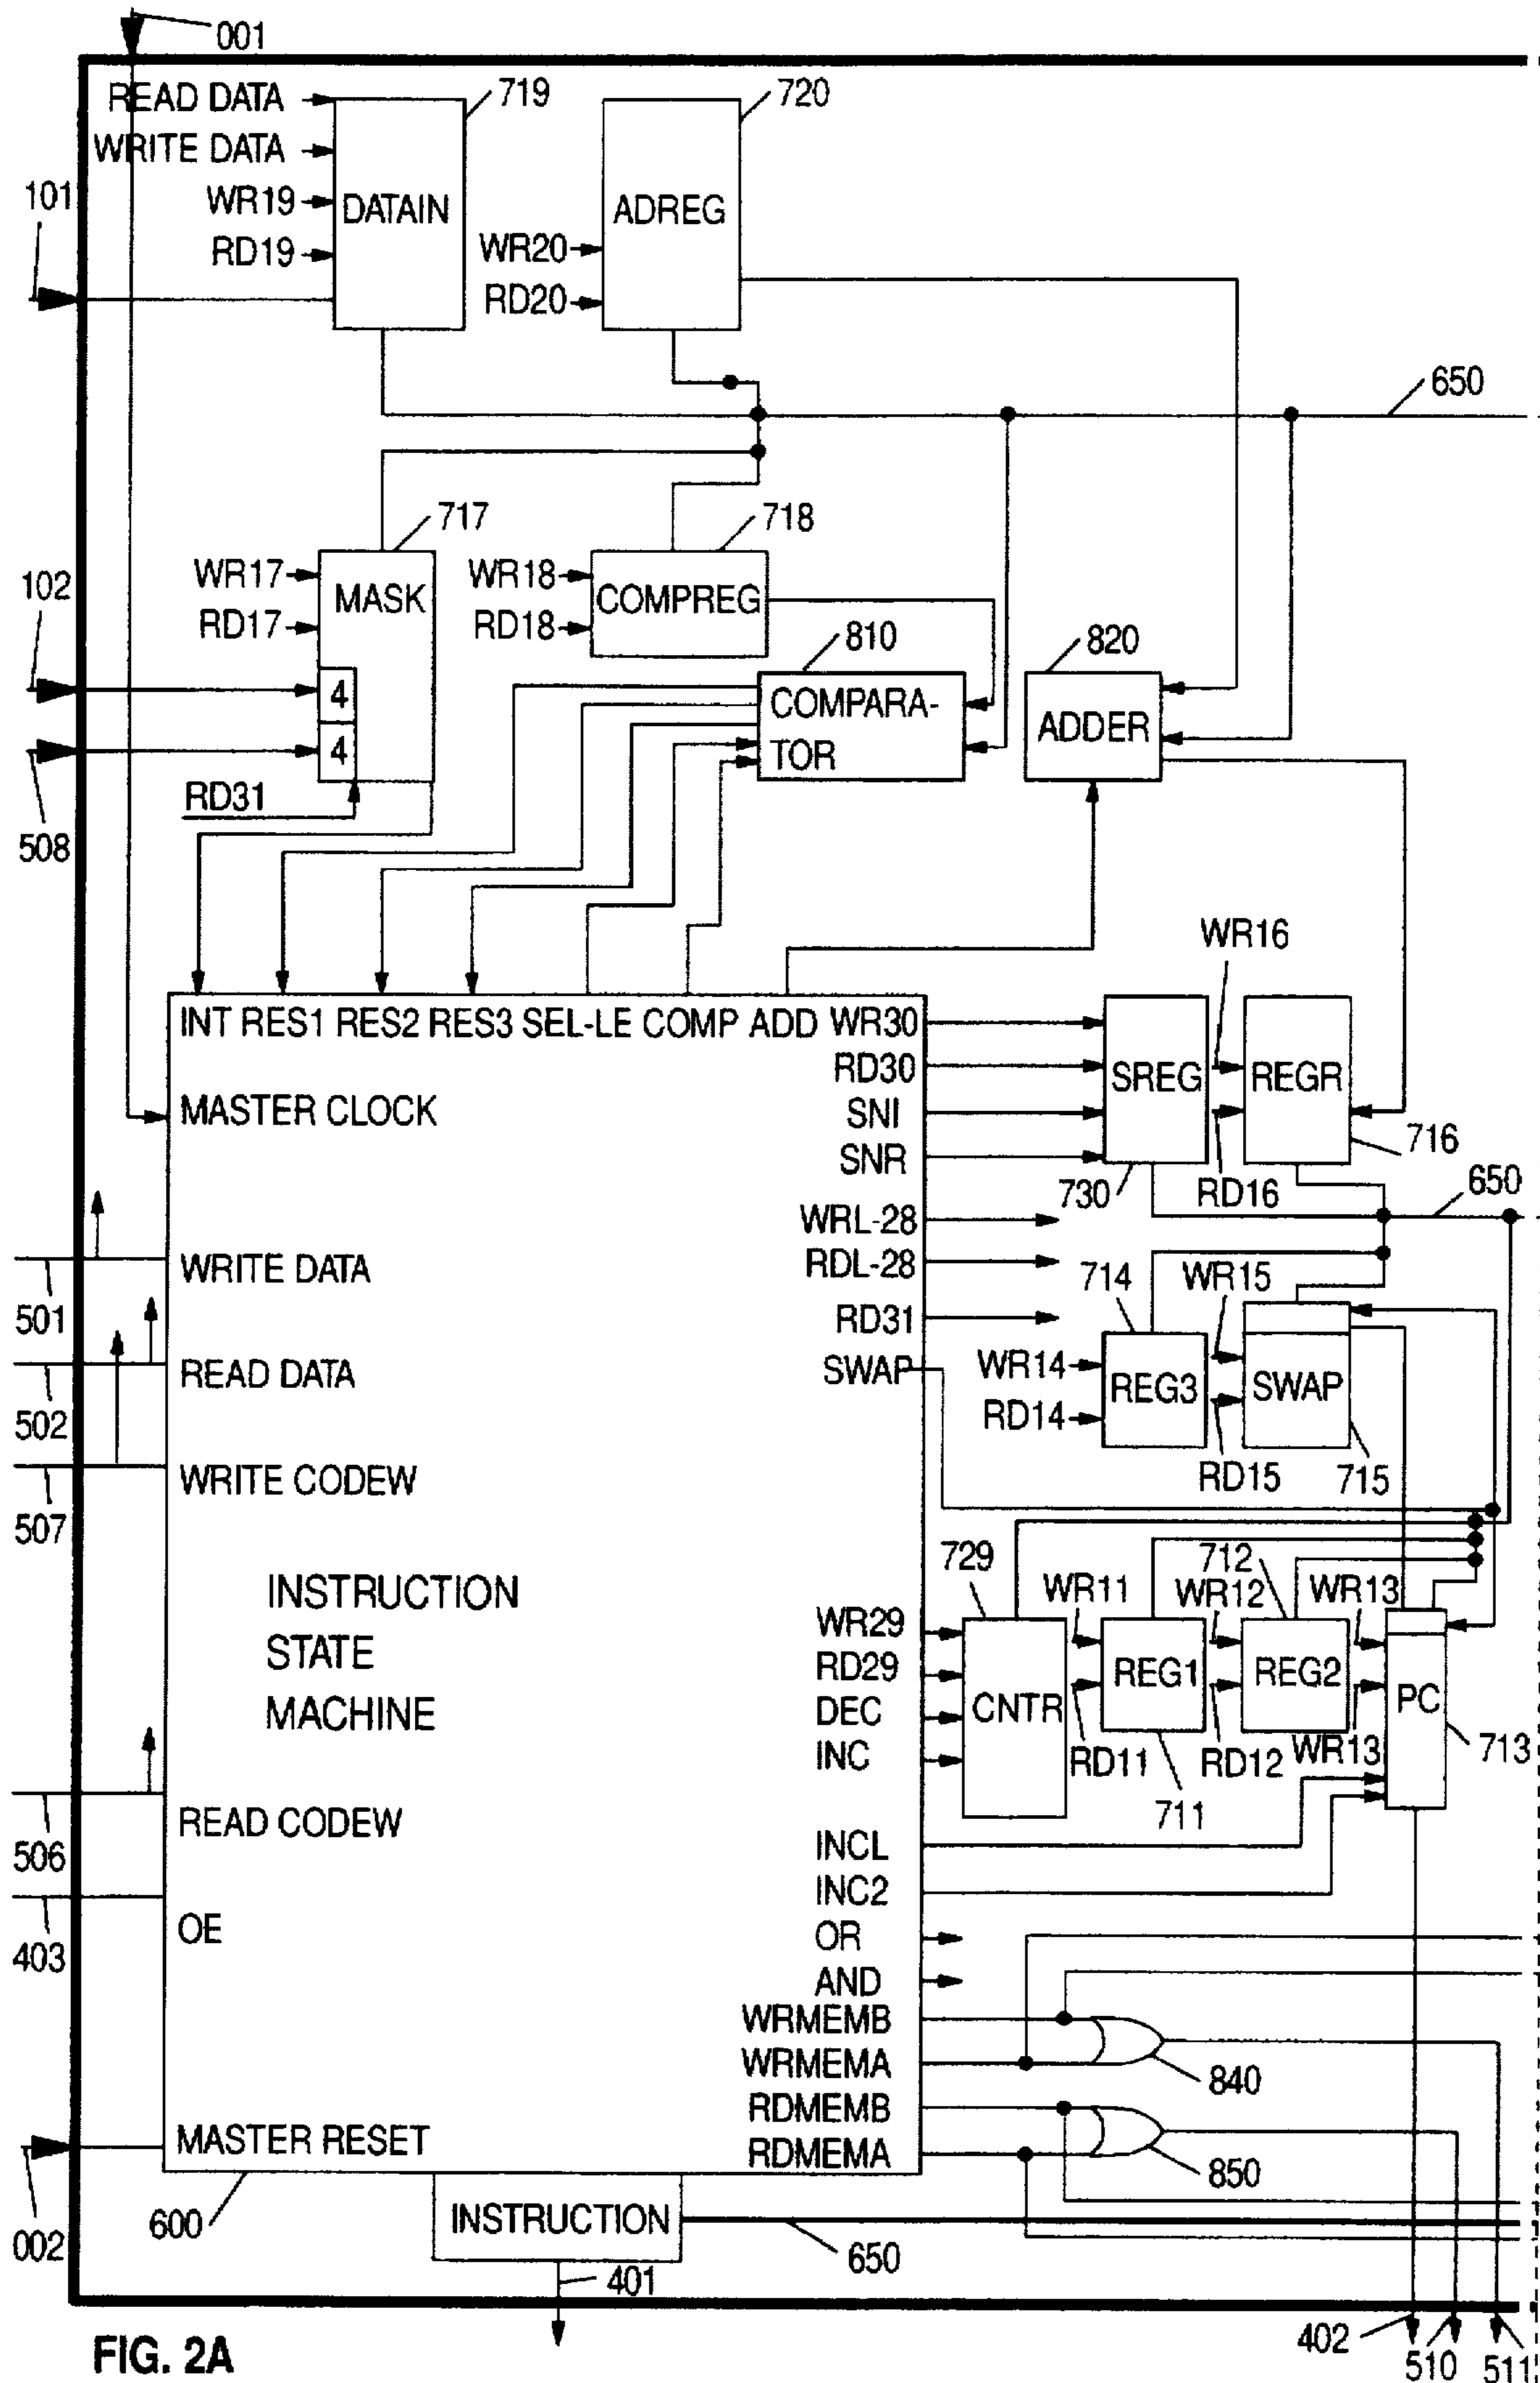 001
READ DATA
719
720
WRITE DATA
101
WR19
DATAIN
ADREG
RD19
WR20
RD20
650
717
718
102
WR17
MASK
WR18
COMPREG
RD17
RD18
810
820
4
COMPARA-
TOR
ADDER
4
508
RD31
WR16
INT RES1 RES2 RES3 SEL-LE COMP ADD WR30
RD30
SREG
REGR
MASTER CLOCK
SNI
SNR
716
730
RD16
650
WRL-28
WRITE DATA
RDL-28
714
WR15
501
RD31
READ DATA
SWAP
WR14
REG3
SWAP
RD14
502
WRITE CODEW
RD15
715
507
729
712
INSTRUCTION
STATE
MACHINE
WR11
WR12
WR13
WR29
RD29
CNTR
REG1
REG2
PC
DEC
INC
RD11
RD12
WR13
713
711
READ CODEW
506
INCL
INC2
OE
403
OR
AND
WRMEMB
WRMEMA
840
RDMEMB
MASTER RESET
RDMEMA
850
002
600
INSTRUCTION
650
401
402
510
511
FIG. 2A